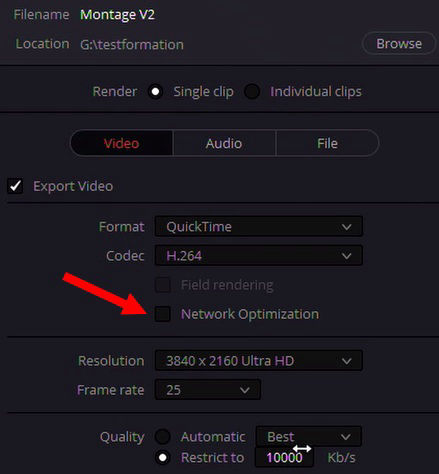 Filename Montage V2
Location G:\testformation Browse
Render Single clip Individual clips
Video Audio File
Export Video
Format QuickTime
Codec H.264
Field rendering
Network Optimization
Resolution 3840 x 2160 Ultra HD
Frame rate 25
Quality Automatic Best
Restrict to 10000 Kb/s